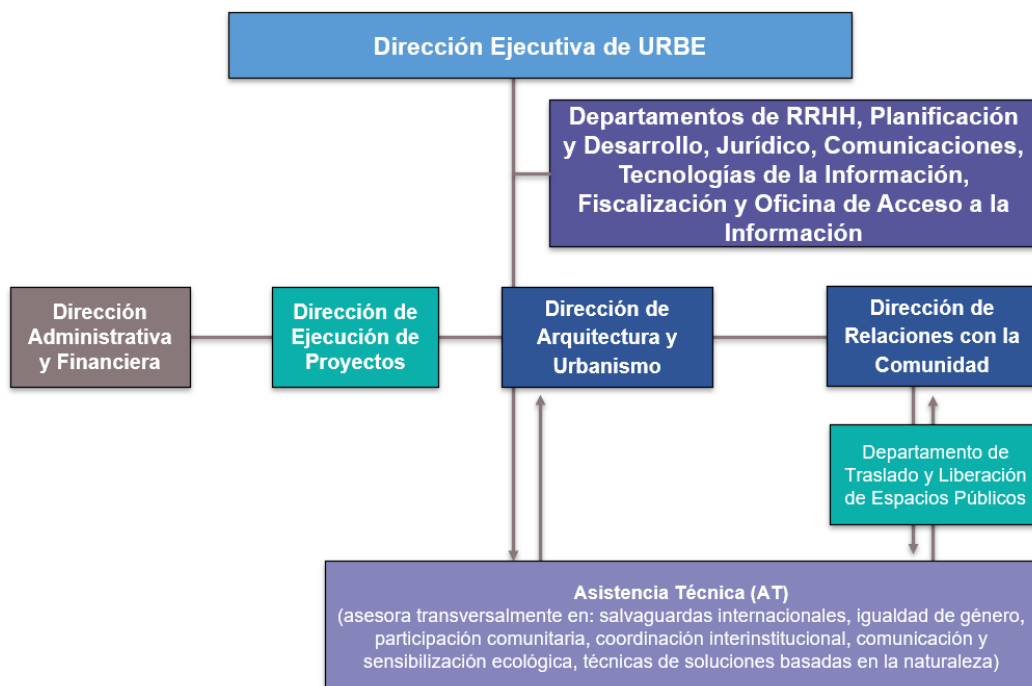 Dirección Ejecutiva de URBE
Departamentos de RRHH, Planificación
y Desarrollo, Jurídico, Comunicaciones,
Tecnologías de la Información,
Fiscalización y Oficina de Acceso a la
Información
Dirección
Administrativa
y Financiera
Dirección de
Ejecución de
Proyectos
Dirección de
Arquitectura y
Urbanismo
Dirección de
Relaciones con la
Comunidad
Departamento de
Traslado y Liberación
de Espacios Públicos
Asistencia Técnica (AT)
(asesora transversalmente en: salvaguardas internacionales, igualdad de género,
participación comunitaria, coordinación interinstitucional, comunicación y
sensibilización ecológica, técnicas de soluciones basadas en la naturaleza)